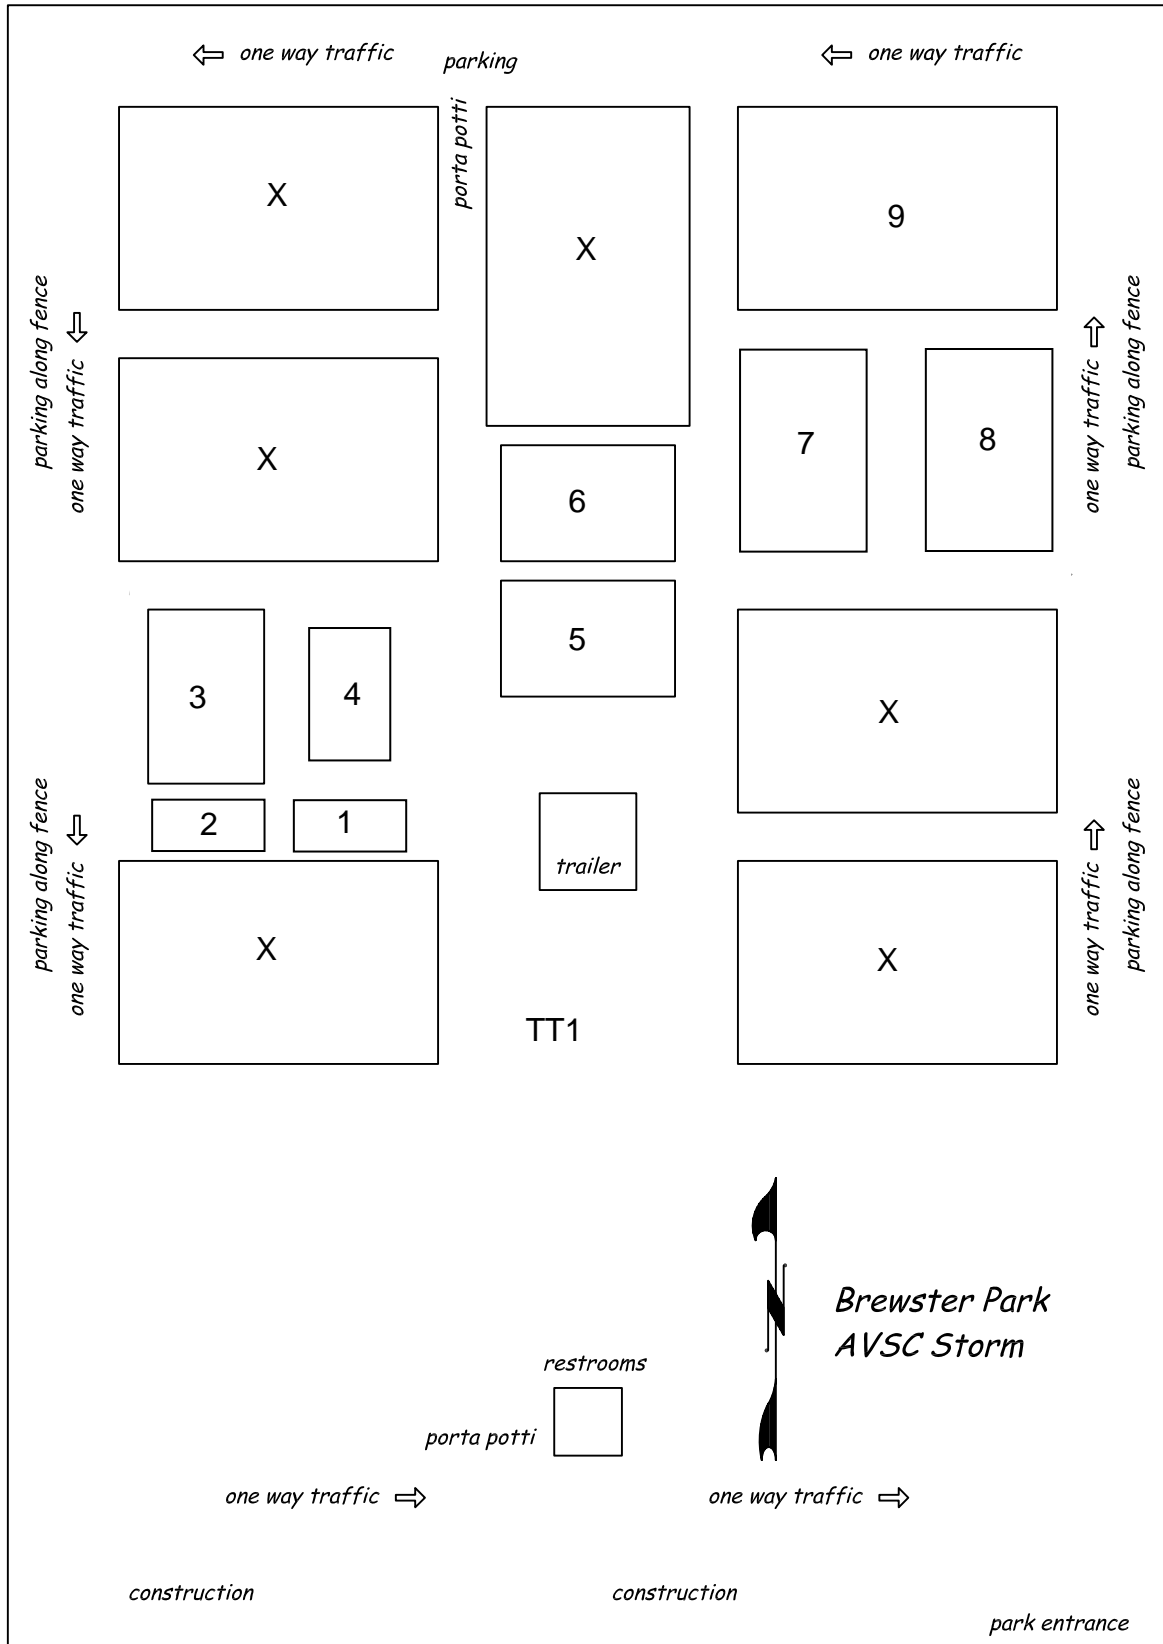 one way traffic
parking
one way traffic
porta potti
X
X
9
parking along fence
one way traffic
one way traffic
parking along fence
X
6
7
8
5
3
4
X
2
1
trailer
parking along fence
one way traffic
one way traffic
parking along fence
X
X
TT1
N
Brewster Park
AVSC Storm
restrooms
porta potti
one way traffic
one way traffic
construction
construction
park entrance